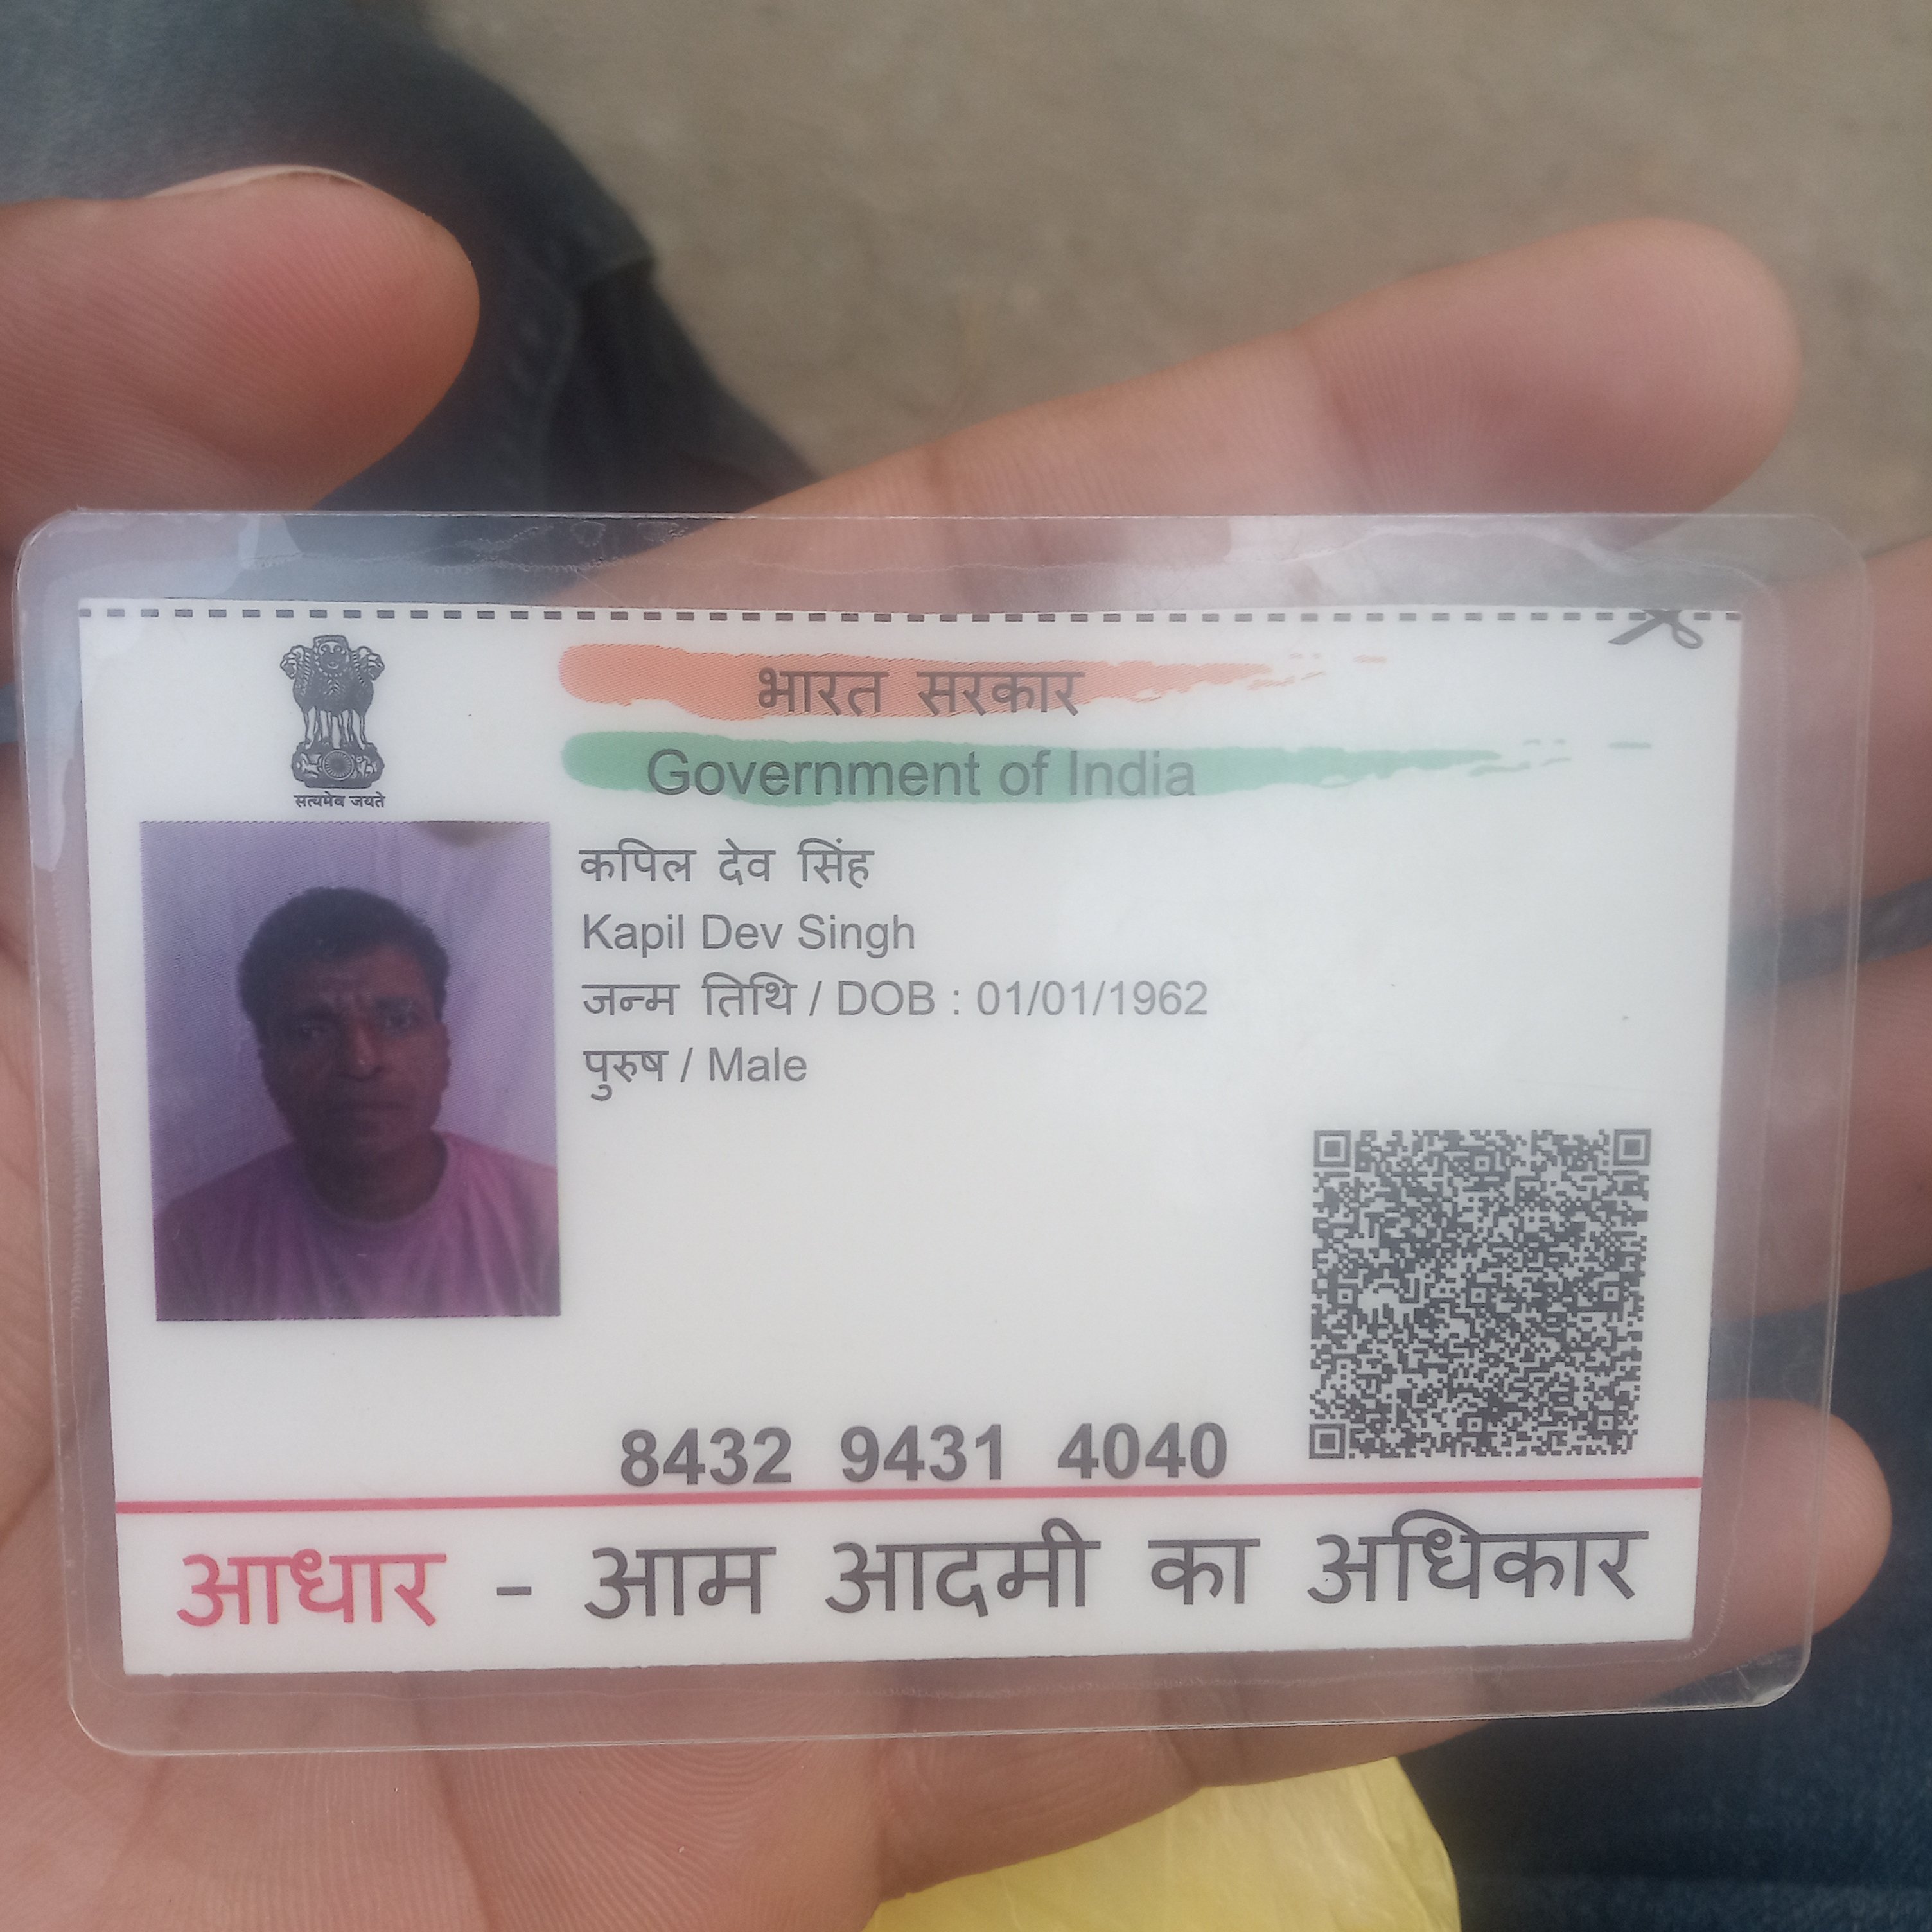 सत्यमेव जयते
भारत सरकार
Government of India
कपिल देव सिंह
Kapil Dev Singh
जन्म तिथि / DOB : 01/01/1962
पुरुष / Male
8432 9431 4040
आधार - आम आदमी का अधिकार